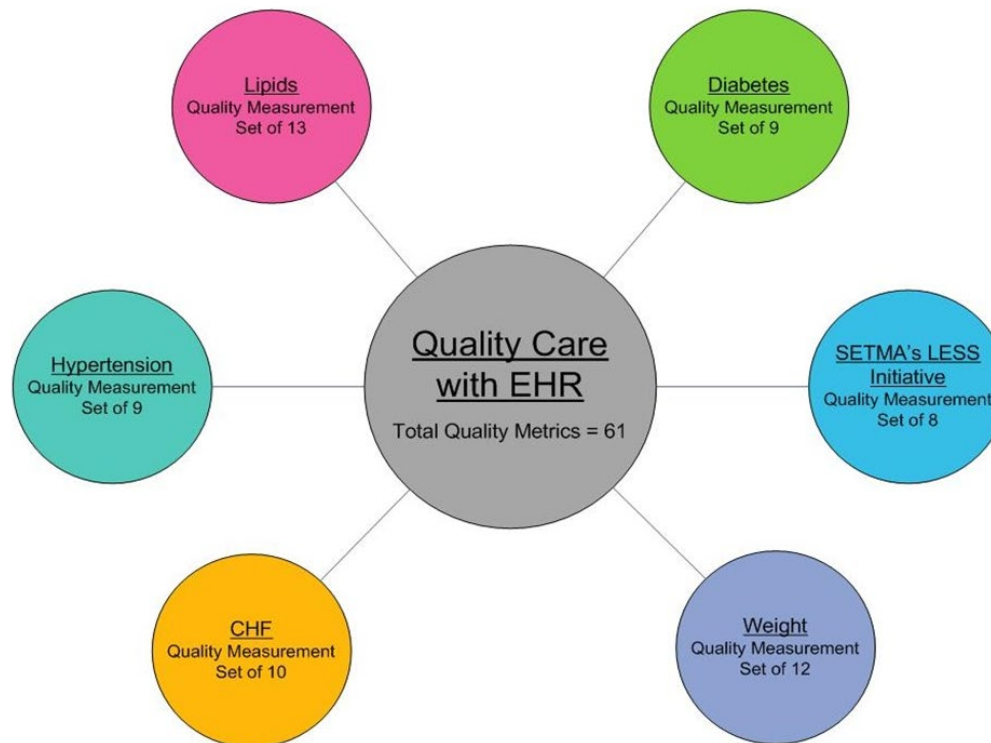 Lipids
Quality Measurement
Set of 13
Diabetes
Quality Measurement
Set of 9
Hypertension
Quality Measurement
Set of 9
Quality Care
with EHR
Total Quality Metrics = 61
SETMA's LESS
Initiative
Quality Measurement
Set of 8
CHF
Quality Measurement
Set of 10
Weight
Quality Measurement
Set of 12